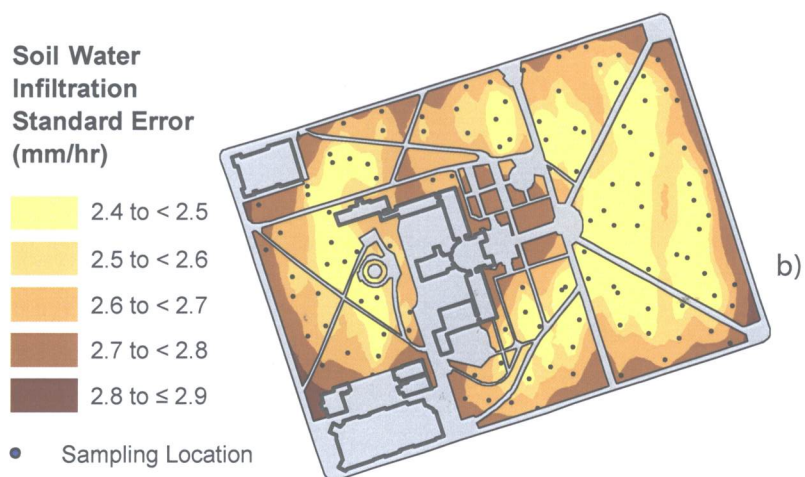 Soil Water
Infiltration
Standard Error
(mm/hr)
2.4 to < 2.5
2.5 to < 2.6
2.6 to < 2.7
2.7 to < 2.8
2.8 to ≤ 2.9
Sampling Location
b)